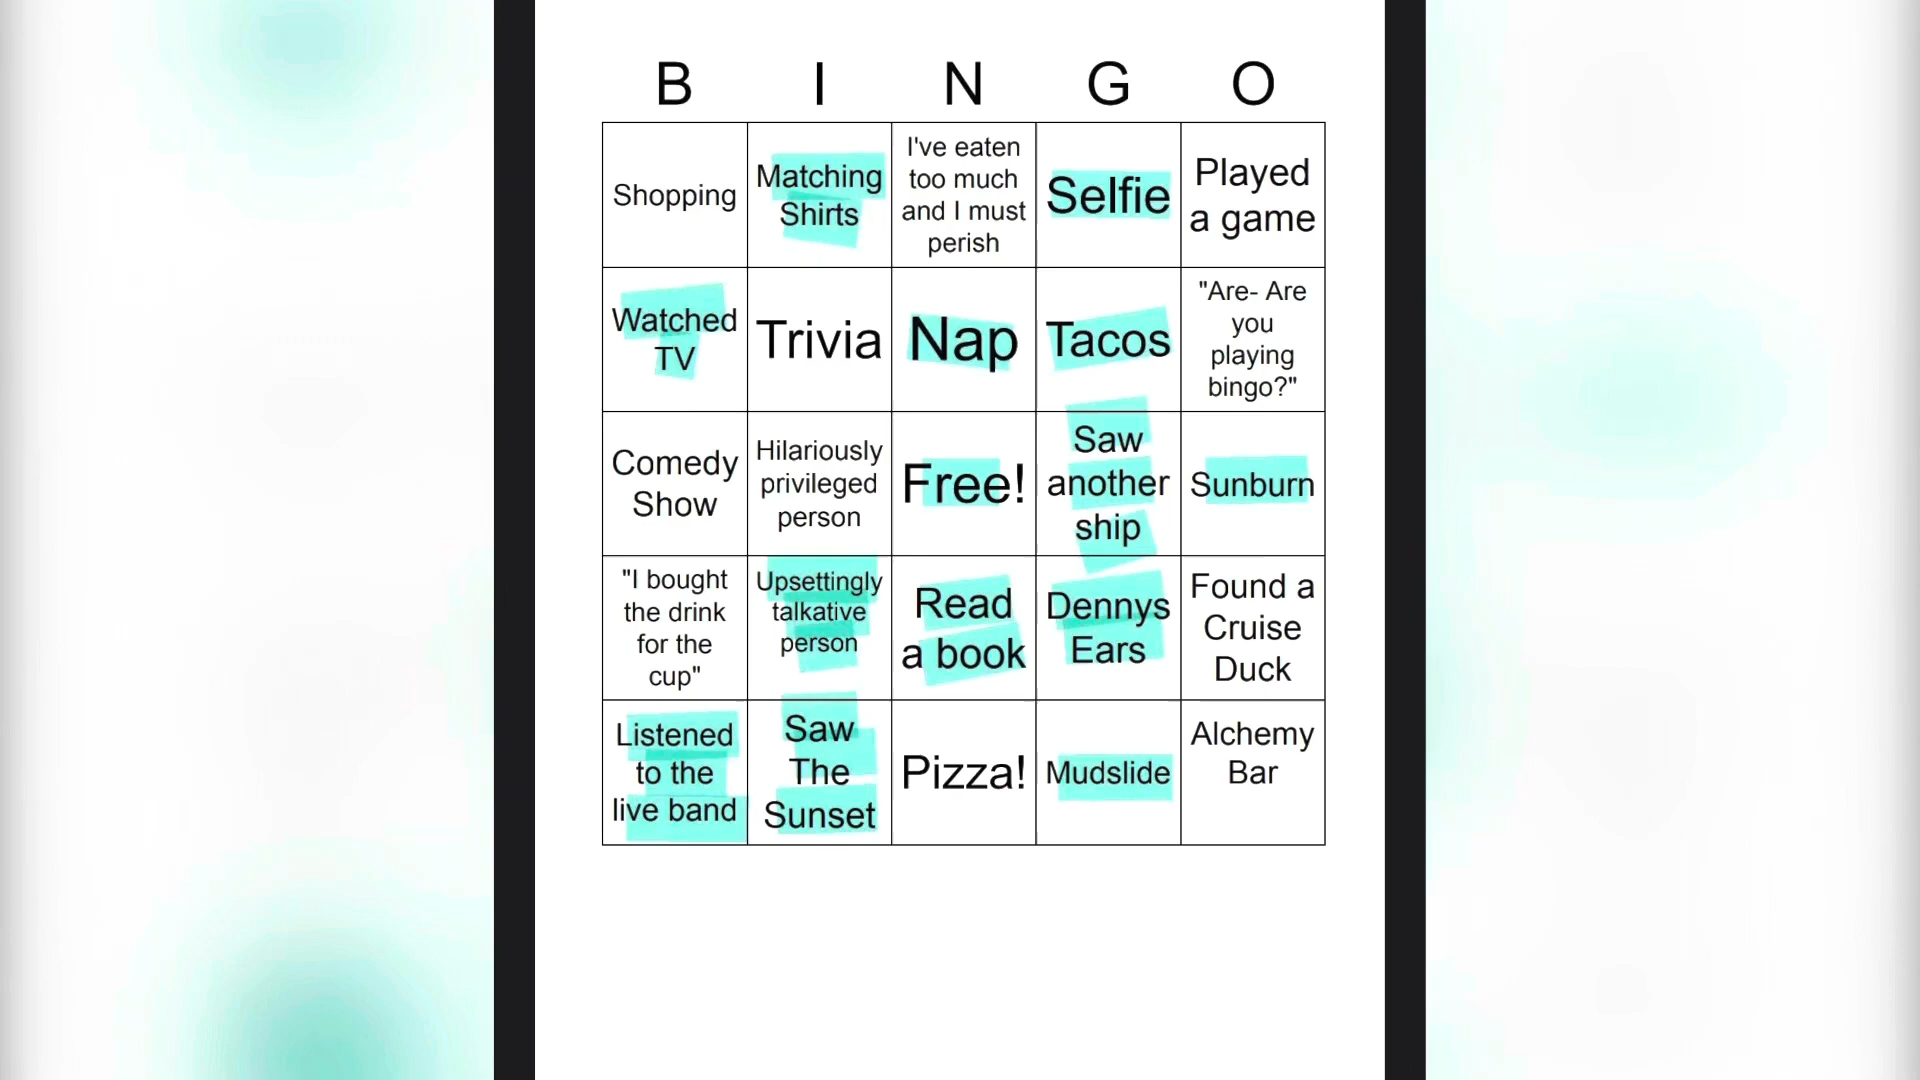 B I N G O
Shopping
Matching
Shirts
I've eaten
too much
and I must
perish
Selfie
Played
a game
Watched
TV
Trivia
Nap
Tacos
"Are- Are
you
playing
bingo?"
Comedy
Show
Hilariously
privileged
person
Free!
Saw
another
ship
Sunburn
"I bought
the drink
for the
cup"
Upsettingly
talkative
person
Read
a book
Dennys
Ears
Found a
Cruise
Duck
Listened
to the
live band
Saw
The
Sunset
Pizza!
Mudslide
Alchemy
Bar